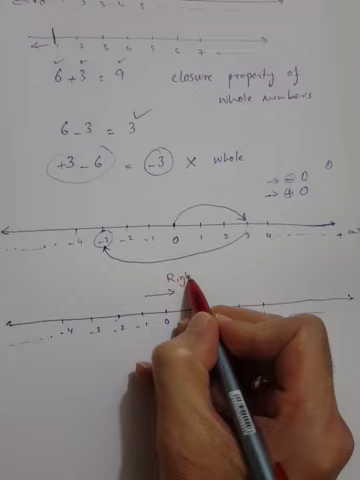 1 2 3 4 5 6 7
6 + 3 = 9 closure property of
whole numbers
6 - 3 = 3
+3 - 6 = -3 × whole
0
→ - 0
→ + 0
-4 -3 -2 -1 0 1 2 3 4 +∞
Righ
-4 -3 -2 -1 0